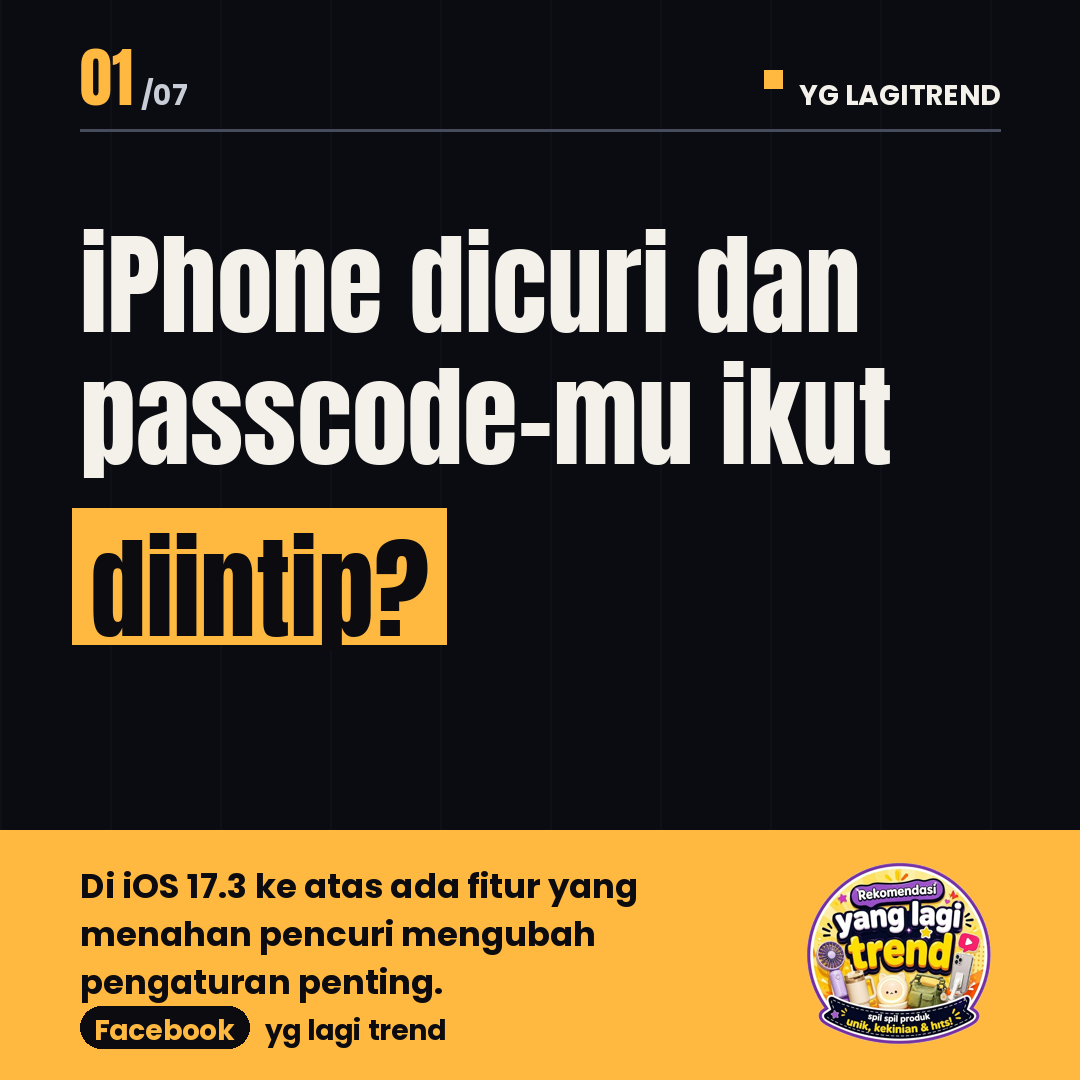 01 /07
YG LAGITREND
iPhone dicuri dan
passcode-mu ikut
diintip?
Di iOS 17.3 ke atas ada fitur yang
menahan pencuri mengubah
pengaturan penting.
Facebook yg lagi trend
Rekomendasi
yang lagi
trend
spil spil produk
unik, kekinian & hits!